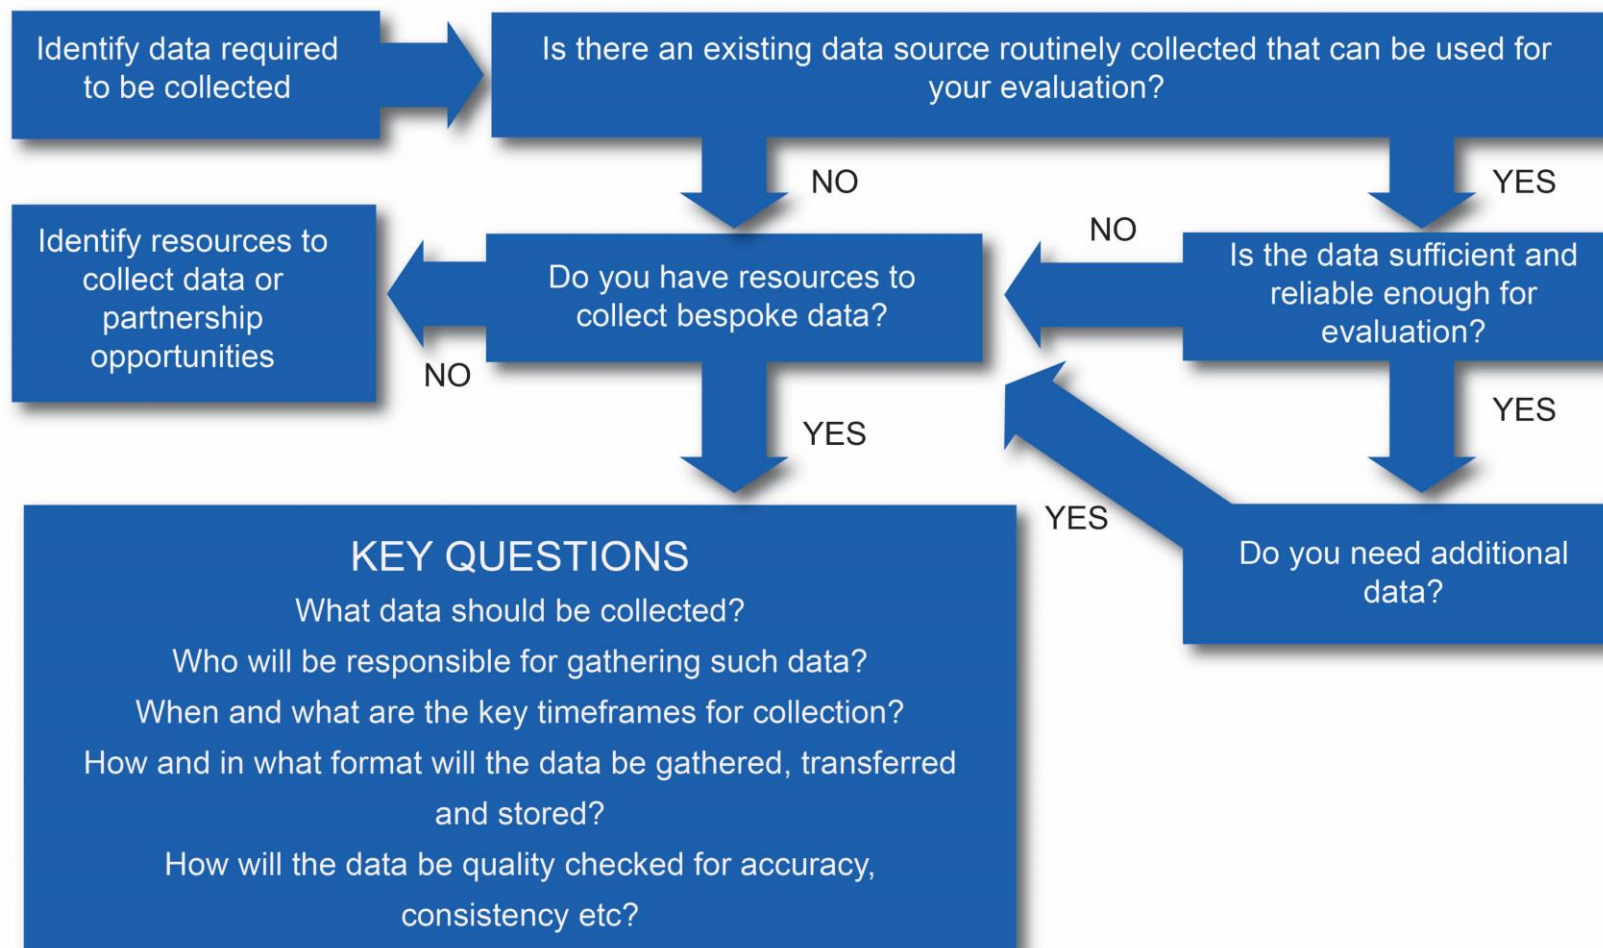 Identify data required
to be collected
Is there an existing data source routinely collected that can be used for
your evaluation?
NO
YES
Identify resources to
collect data or
partnership
opportunities
NO
Do you have resources to
collect bespoke data?
NO
Is the data sufficient and
reliable enough for
evaluation?
YES
YES
YES
Do you need additional
data?
KEY QUESTIONS
What data should be collected?
Who will be responsible for gathering such data?
When and what are the key timeframes for collection?
How and in what format will the data be gathered, transferred
and stored?
How will the data be quality checked for accuracy,
consistency etc?